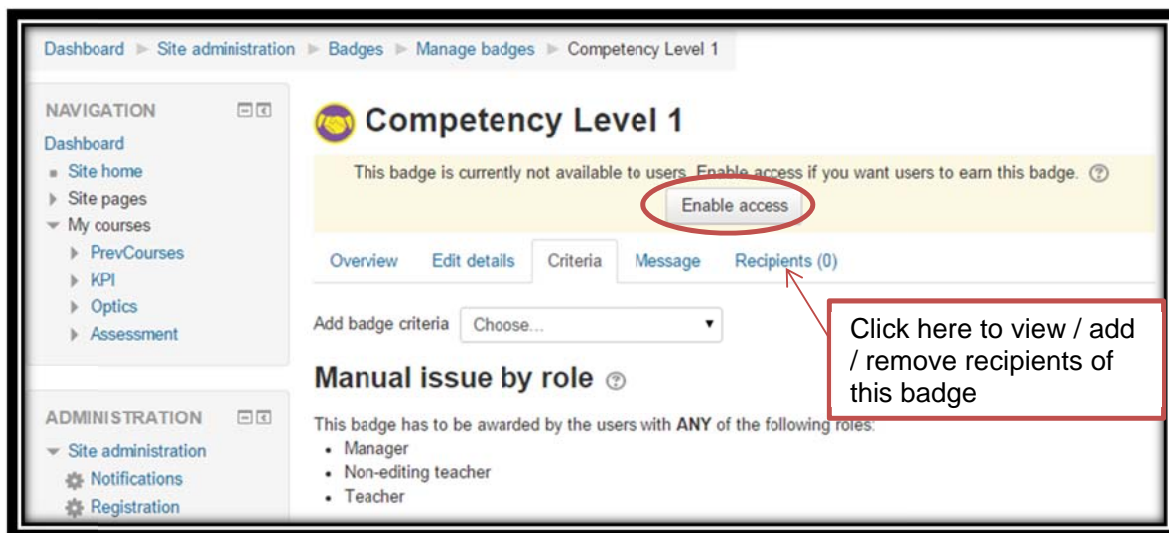 Dashboard ▶ Site administration ▶ Badges ▶ Manage badges ▶ Competency Level 1
NAVIGATION
Dashboard
Site home
Site pages
My courses
PrevCourses
KPI
Optics
Assessment
ADMINISTRATION
Site administration
Notifications
Registration
Competency Level 1
This badge is currently not available to users. Enable access if you want users to earn this badge.
Enable access
Overview Edit details Criteria Message Recipients (0)
Add badge criteria Choose...
Manual issue by role
This badge has to be awarded by the users with ANY of the following roles:
• Manager
• Non-editing teacher
• Teacher
Click here to view / add
/ remove recipients of
this badge